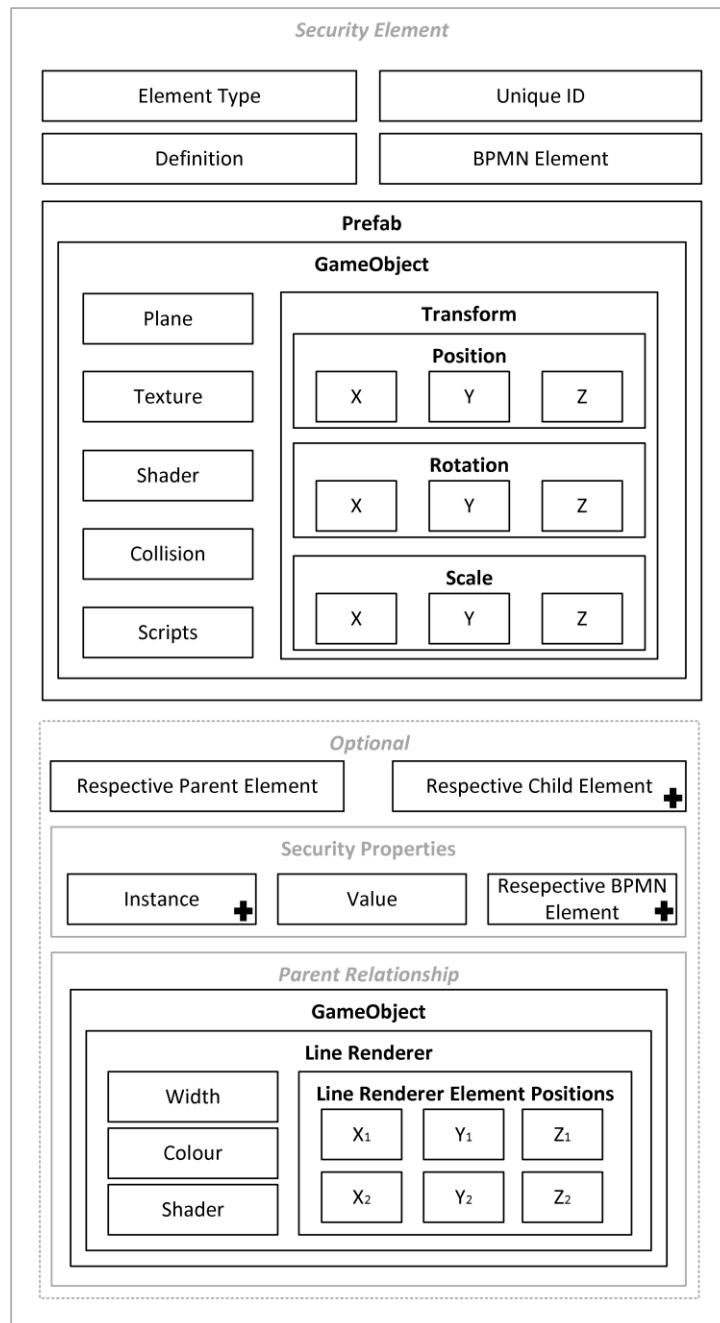 Security Element
Element Type
Unique ID
Definition
BPMN Element
Prefab
GameObject
Plane
Texture
Shader
Collision
Scripts
Transform
Position
X Y Z
Rotation
X Y Z
Scale
X Y Z
Optional
Respective Parent Element
Respective Child Element
Security Properties
Instance
Value
Resepective BPMN
Element
Parent Relationship
GameObject
Line Renderer
Width
Colour
Shader
Line Renderer Element Positions
X1 Y1 Z1
X2 Y2 Z2